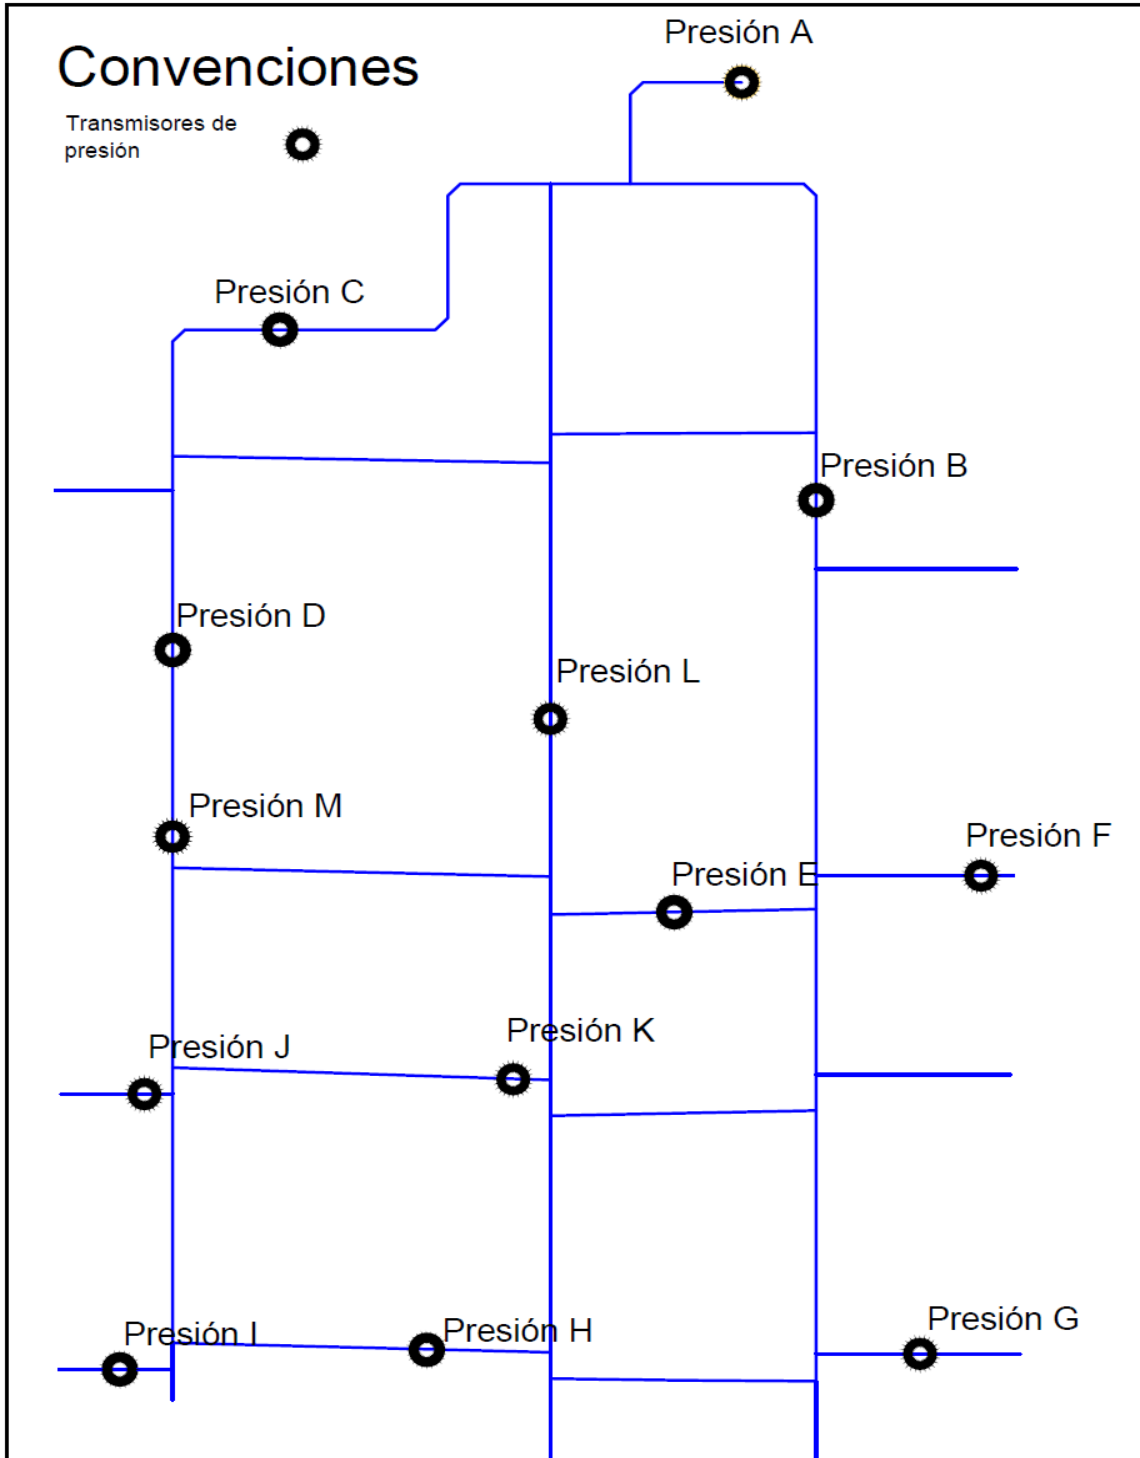 Presión A
Convenciones
Transmisores de
presión
Presión C
Presión B
Presión D
Presión L
Presión M
Presión F
Presión E
Presión K
Presión J
Presión G
Presión I
Presión H